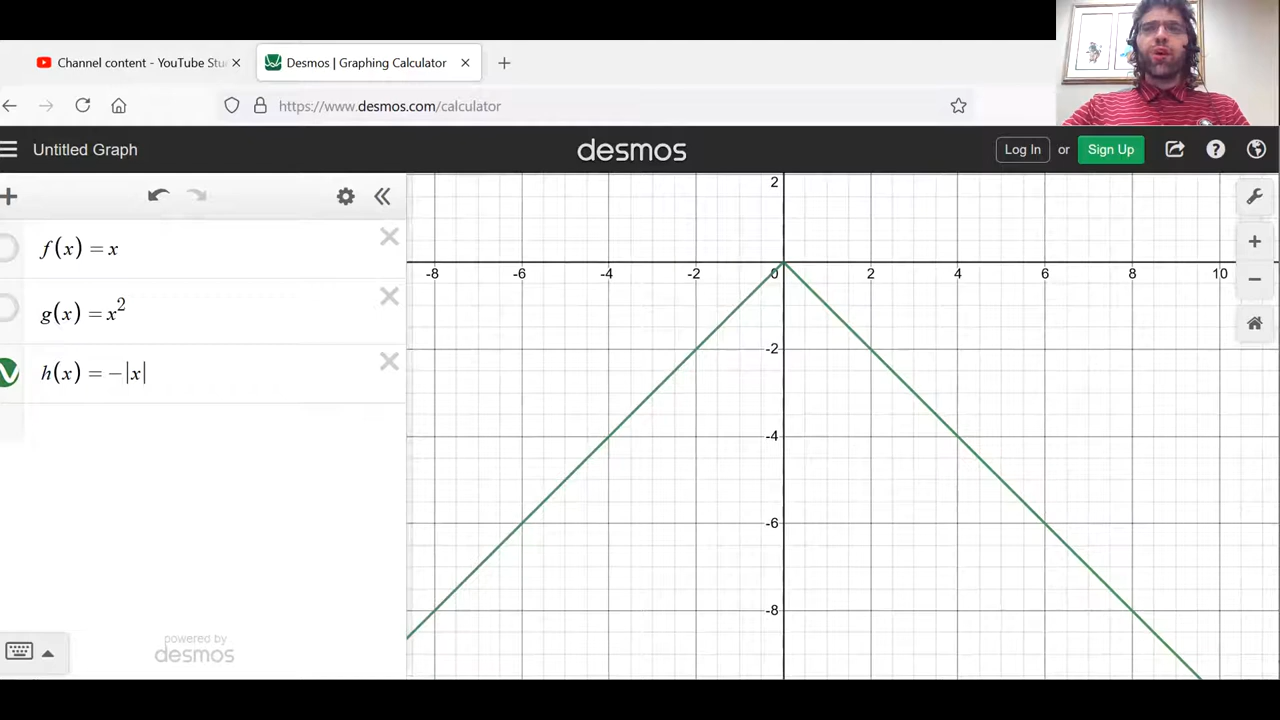 Channel content - YouTube Stu
Desmos | Graphing Calculator
https://www.desmos.com/calculator
Untitled Graph
desmos
Log In or Sign Up
f(x) = x
g(x) = x²
h(x) = −|x|
2
-8 -6 -4 -2 0 2 4 6 8 10
-2
-4
-6
-8
powered by
desmos